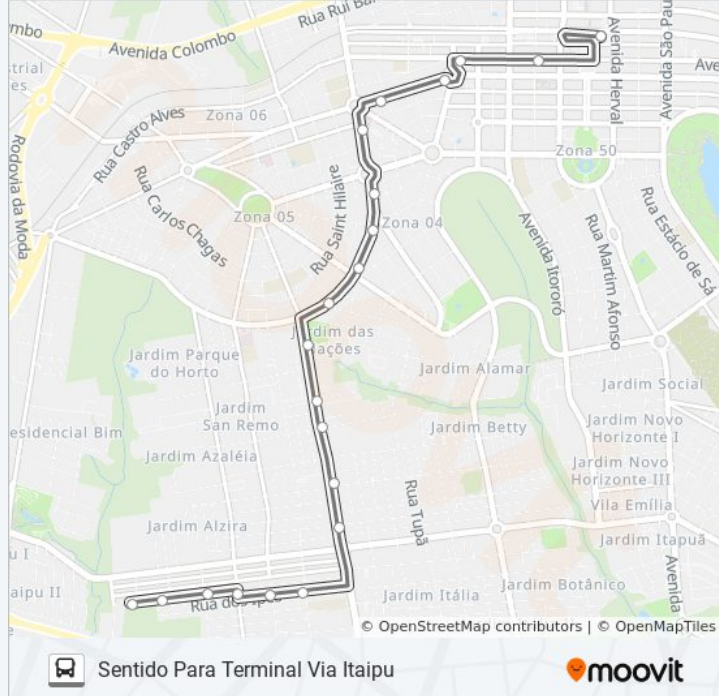 Rua Rui Bar
mbo
Avenida Colombo
Avenida Herval
Avenida São Pau
Ave
strial
es
Rua Castro Alves
Zona 06
Zona 50
Rodovia da Moda
Rua Carlos Chagas
Rua Saint Hilaire
Zona 05
Zona 04
Avenida Itororó
Rua Martim Afonso
Rua Estácio de Sá
Jardim das
Nações
Jardim Parque
do Horto
Jardim Alamar
Jardim Social
Jardim
San Remo
Jardim Betty
Jardim Novo
Horizonte I
esidencial Bim
Jardim Azaléia
Jardim Novo
Horizonte III
Rua Tupã
Vila Emília
Jardim Alzira
Jardim Itapuã
u I
aipu II
Rua dos Ipês
Jardim Itália
Jardim Botânico
Avenida
© OpenStreetMap contributors | © OpenMapTiles
Sentido Para Terminal Via Itaipu
moovit